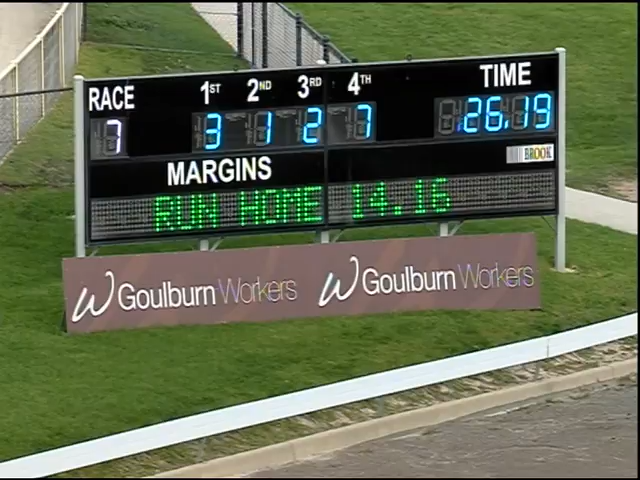 RACE 1ST 2ND 3RD 4TH TIME
7 3 1 2 7 26.19
BROOK
MARGINS
RUN HOME 14.16
W Goulburn Workers W Goulburn Workers